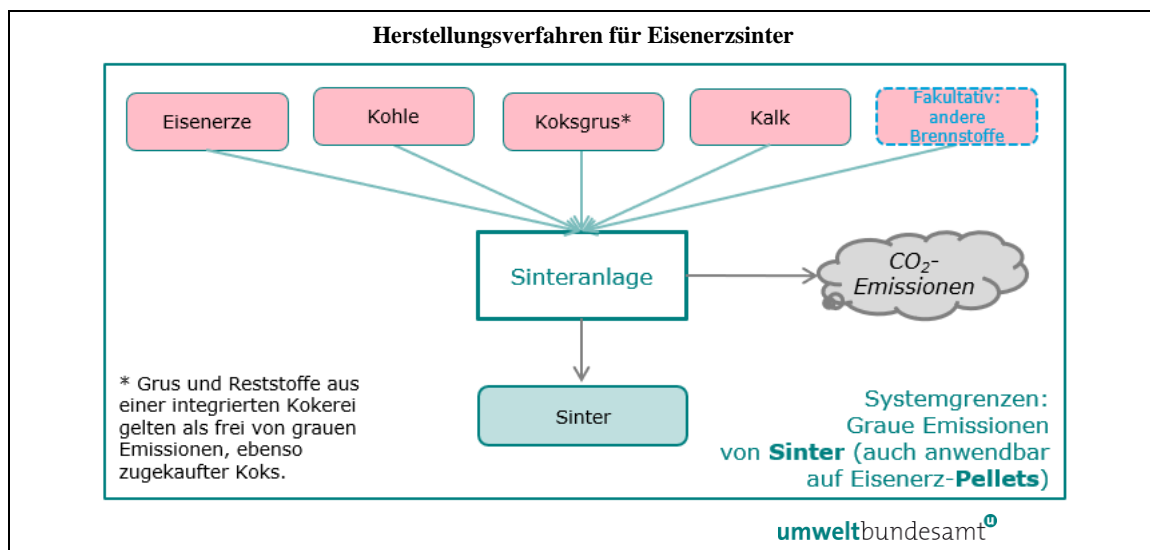 Herstellungsverfahren für Eisenerzsinter
Eisenerze
Kohle
Koksgrus*
Kalk
Fakultativ:
andere
Brennstoffe
Sinteranlage
CO₂-
Emissionen
* Grus und Reststoffe aus
einer integrierten Kokerei
gelten als frei von grauen
Emissionen, ebenso
zugekaufter Koks.
Sinter
Systemgrenzen:
Graue Emissionen
von Sinter (auch anwendbar
auf Eisenerz-Pellets)
umweltbundesamt